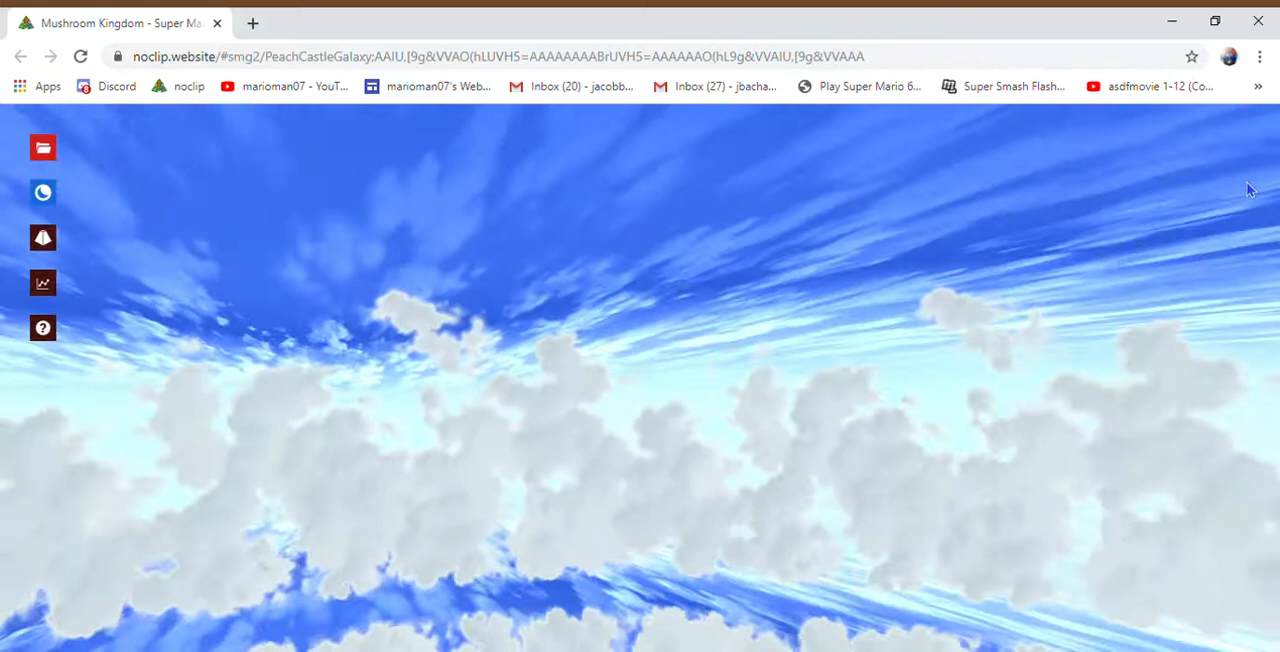 Mushroom Kingdom - Super Ma
noclip.website/#smg2/PeachCastleGalaxy;AAIU,[9g&VVAO(hLUVH5=AAAAAAAABrUVH5=AAAAAAO(hL9g&VVAIU,[9g&VVAAA
Apps Discord 8 noclip marioman07 - YouT... marioman07's Web... Inbox (20) - jacobb... Inbox (27) - jbacha... Play Super Mario 6... Super Smash Flash... asdfmovie 1-12 (Co... »
?